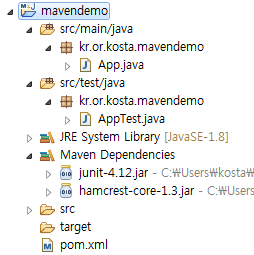 mavendemo
src/main/java
kr.or.kosta.mavendemo
App.java
src/test/java
kr.or.kosta.mavendemo
AppTest.java
JRE System Library [JavaSE-1.8]
Maven Dependencies
junit-4.12.jar - C:₩Users₩kosta₩
hamcrest-core-1.3.jar - C:₩Users₩
src
target
pom.xml